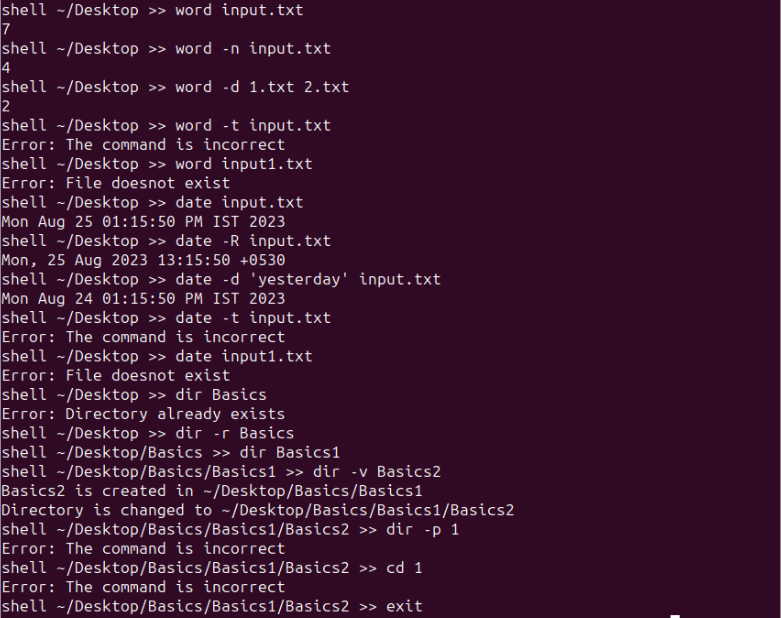 shell ~/Desktop >> word input.txt
7
shell ~/Desktop >> word -n input.txt
4
shell ~/Desktop >> word -d 1.txt 2.txt
2
shell ~/Desktop >> word -t input.txt
Error: The command is incorrect
shell ~/Desktop >> word input1.txt
Error: File doesnot exist
shell ~/Desktop >> date input.txt
Mon Aug 25 01:15:50 PM IST 2023
shell ~/Desktop >> date -R input.txt
Mon, 25 Aug 2023 13:15:50 +0530
shell ~/Desktop >> date -d 'yesterday' input.txt
Mon Aug 24 01:15:50 PM IST 2023
shell ~/Desktop >> date -t input.txt
Error: The command is incorrect
shell ~/Desktop >> date input1.txt
Error: File doesnot exist
shell ~/Desktop >> dir Basics
Error: Directory already exists
shell ~/Desktop >> dir -r Basics
shell ~/Desktop/Basics >> dir Basics1
shell ~/Desktop/Basics/Basics1 >> dir -v Basics2
Basics2 is created in ~/Desktop/Basics/Basics1
Directory is changed to ~/Desktop/Basics/Basics1/Basics2
shell ~/Desktop/Basics/Basics1/Basics2 >> dir -p 1
Error: The command is incorrect
shell ~/Desktop/Basics/Basics1/Basics2 >> cd 1
Error: The command is incorrect
shell ~/Desktop/Basics/Basics1/Basics2 >> exit